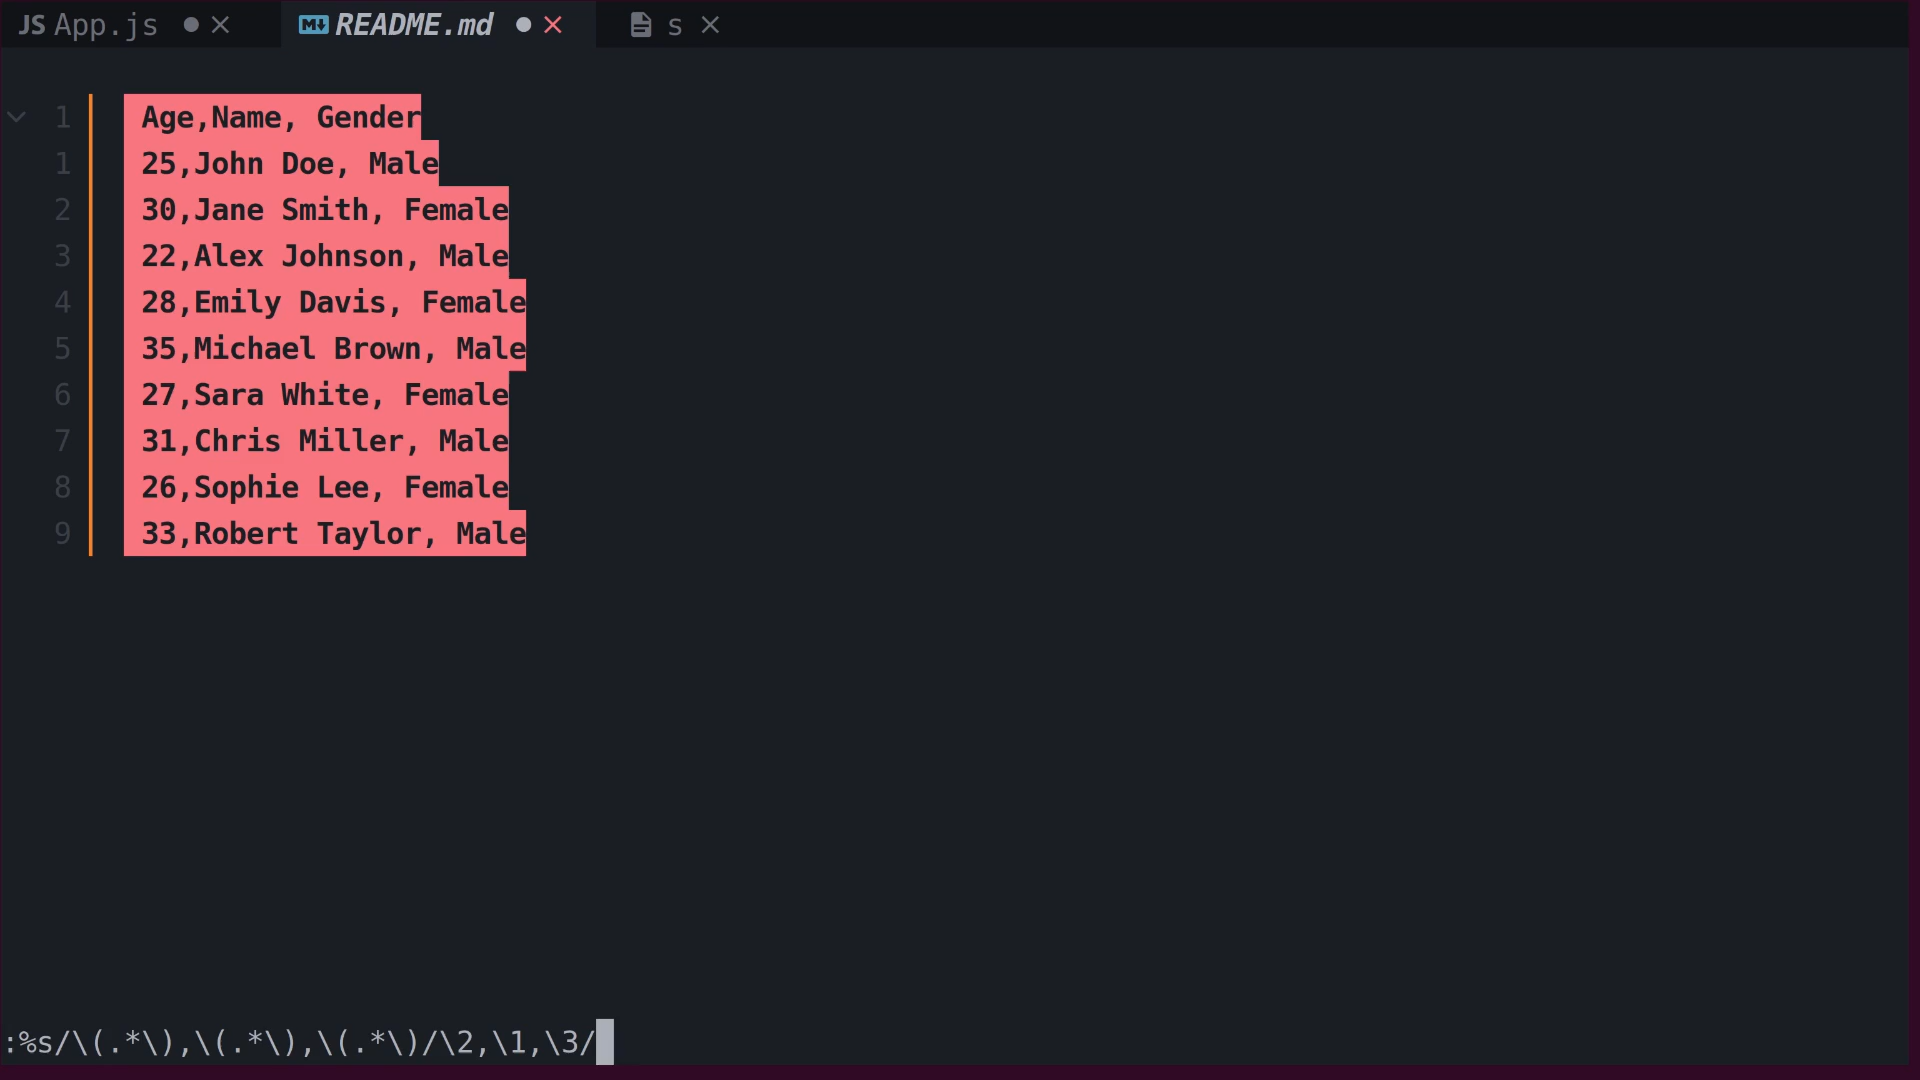 JS App.js ● ×  README.md ● ×  s ×
1 Age,Name, Gender
1 25,John Doe, Male
2 30,Jane Smith, Female
3 22,Alex Johnson, Male
4 28,Emily Davis, Female
5 35,Michael Brown, Male
6 27,Sara White, Female
7 31,Chris Miller, Male
8 26,Sophie Lee, Female
9 33,Robert Taylor, Male
:%s/\(.*\),\(.*\),\(.*\)/\2,\1,\3/